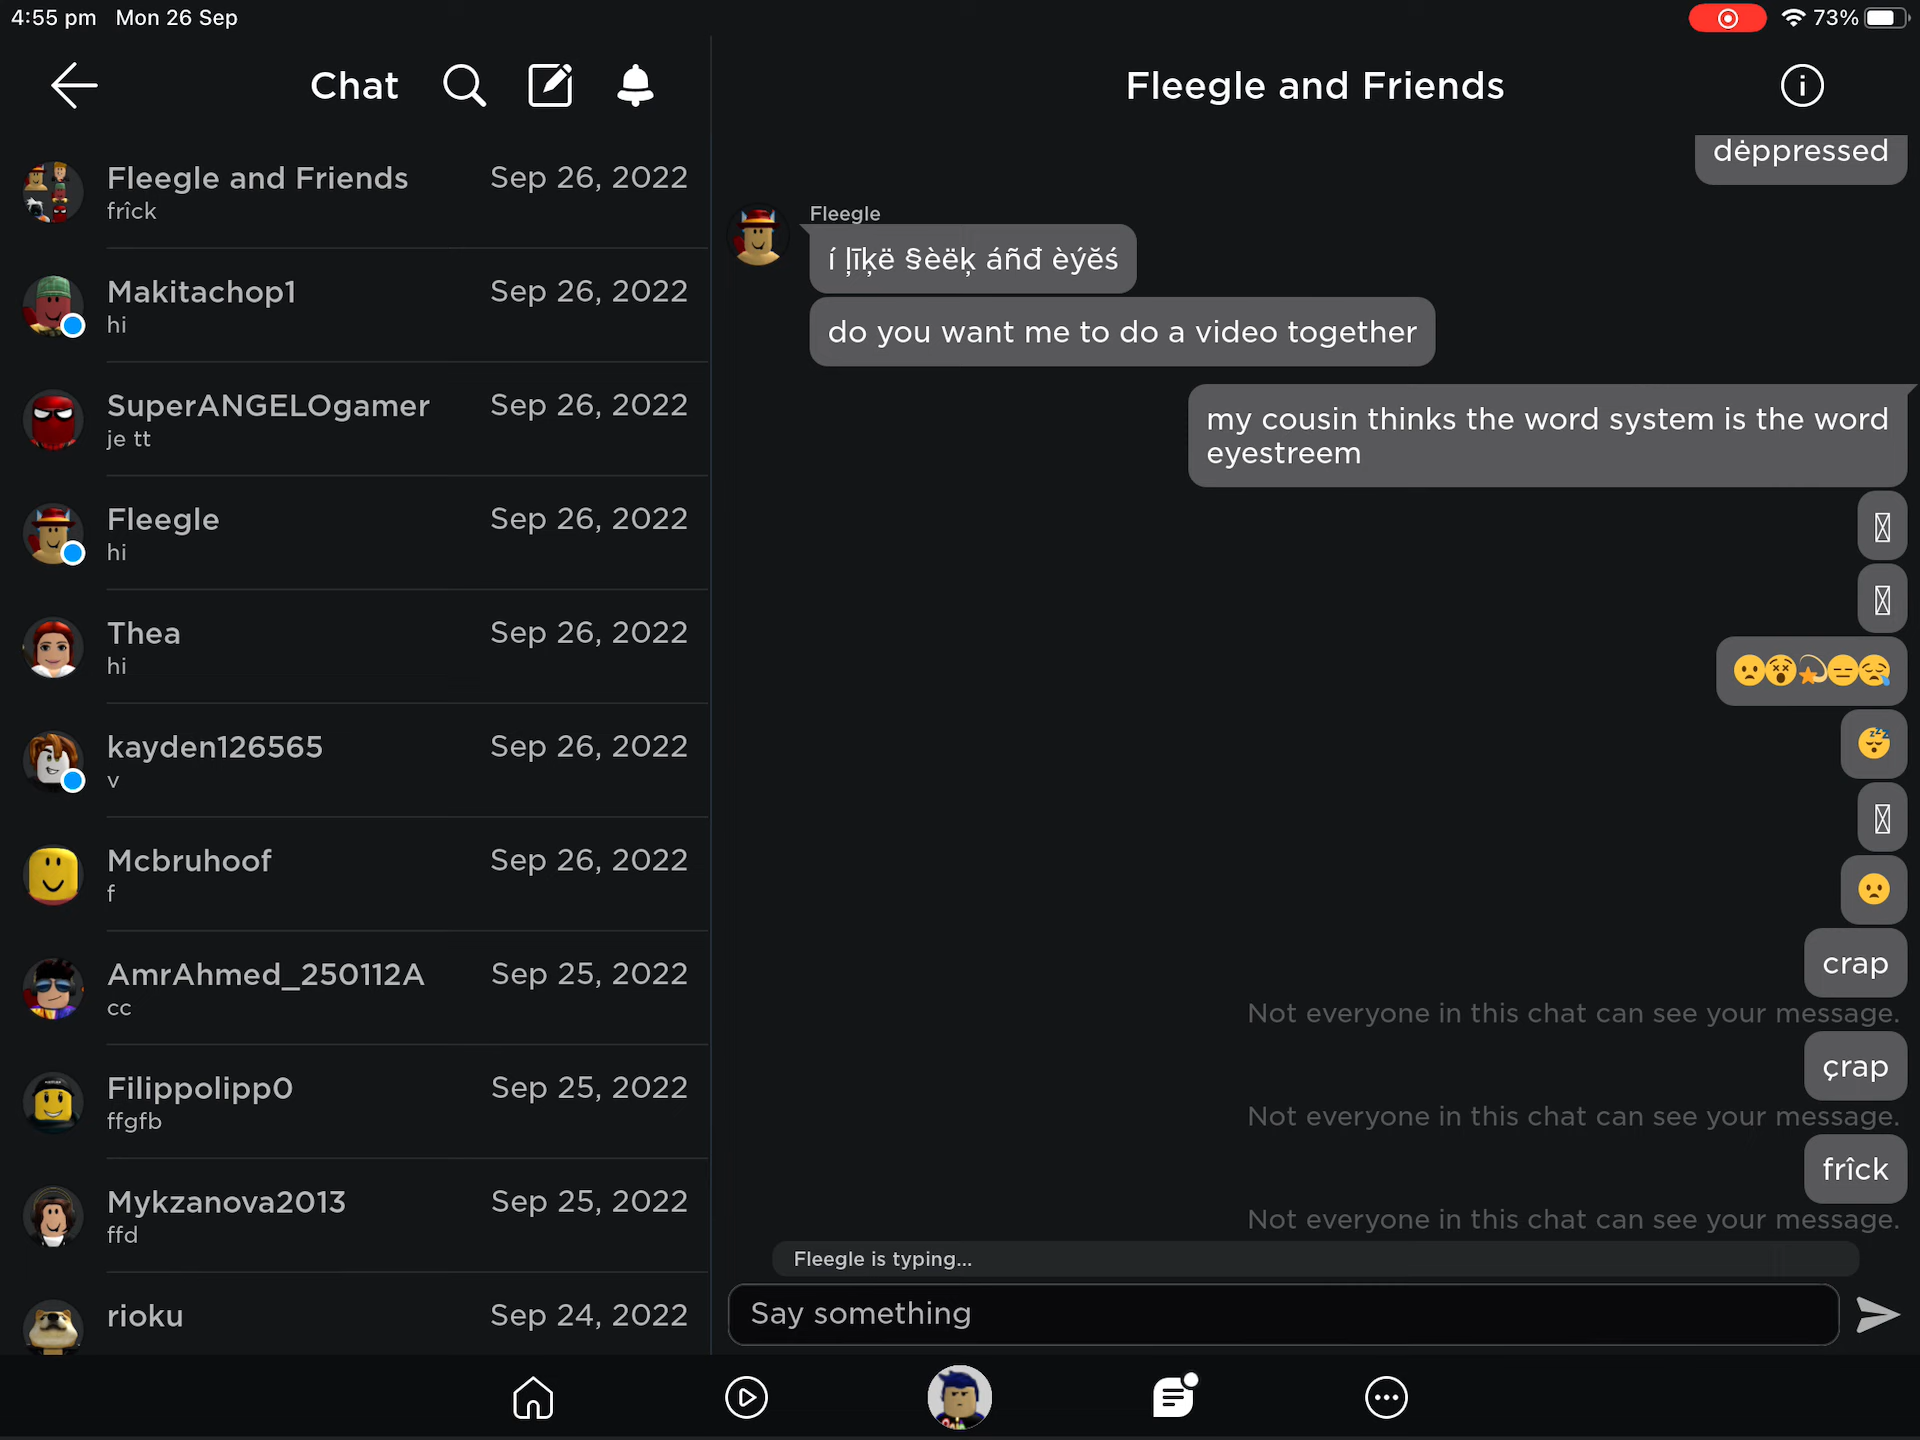 4:55 pm Mon 26 Sep
73%
Chat
Fleegle and Friends Sep 26, 2022
frîck
Makitachop1 Sep 26, 2022
hi
SuperANGELOgamer Sep 26, 2022
je tt
Fleegle Sep 26, 2022
hi
Thea Sep 26, 2022
hi
kayden126565 Sep 26, 2022
v
Mcbruhoof Sep 26, 2022
f
AmrAhmed_250112A Sep 25, 2022
cc
Filippolipp0 Sep 25, 2022
ffgfb
Mykzanova2013 Sep 25, 2022
ffd
rioku Sep 24, 2022
Fleegle and Friends
dėppressed
Fleegle
í ļīķë §èëķ áñđ èýĕś
do you want me to do a video together
my cousin thinks the word system is the word
eyestreem
crap
Not everyone in this chat can see your message.
çrap
Not everyone in this chat can see your message.
frîck
Not everyone in this chat can see your message.
Fleegle is typing...
Say something